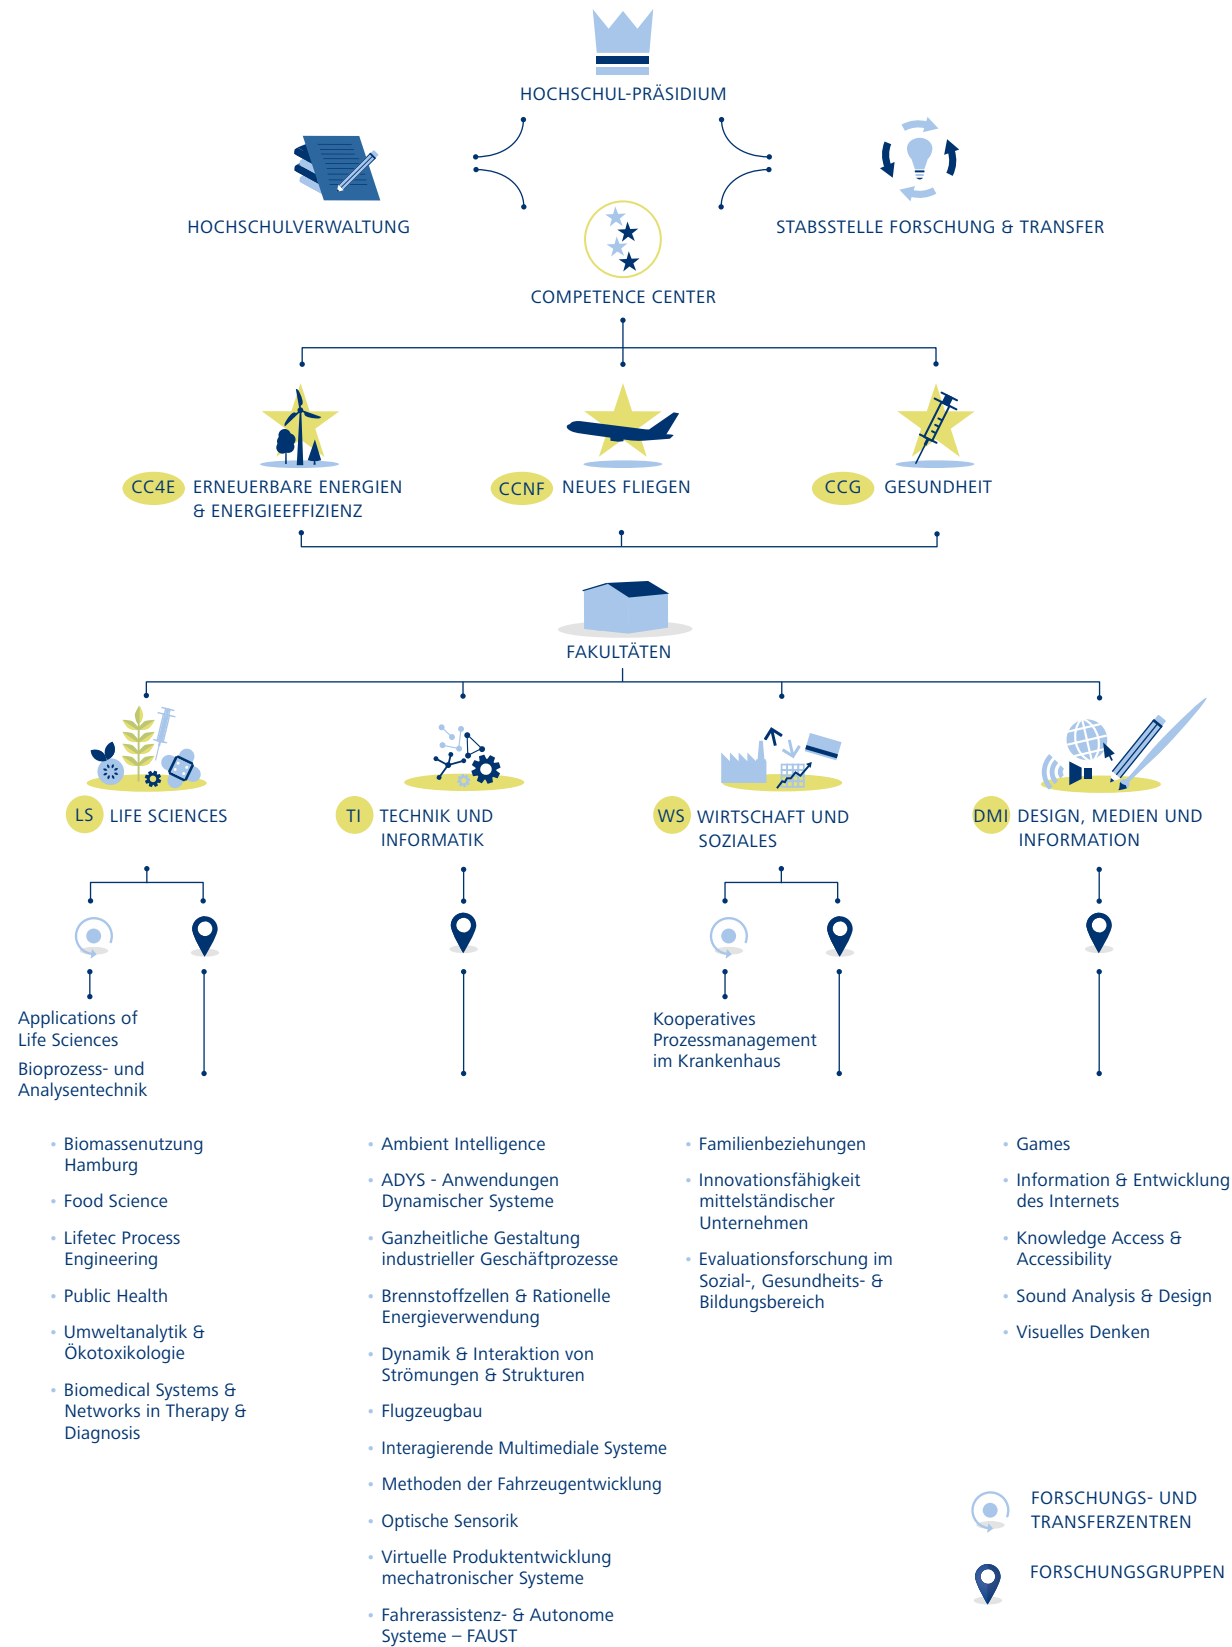 HOCHSCHUL-PRÄSIDIUM
HOCHSCHULVERWALTUNG
STABSSTELLE FORSCHUNG & TRANSFER
COMPETENCE CENTER
CC4E
ERNEUERBARE ENERGIEN
& ENERGIEEFFIZIENZ
CCNF
NEUES FLIEGEN
CCG
GESUNDHEIT
FAKULTÄTEN
LS
LIFE SCIENCES
TI
TECHNIK UND
INFORMATIK
WS
WIRTSCHAFT UND
SOZIALES
DMI
DESIGN, MEDIEN UND
INFORMATION
Applications of
Life Sciences
Bioprozess- und
Analysentechnik
Kooperatives
Prozessmanagement
im Krankenhaus
• Biomassenutzung
Hamburg
• Food Science
• Lifetec Process
Engineering
• Public Health
• Umweltanalytik &
Ökotoxikologie
• Biomedical Systems &
Networks in Therapy &
Diagnosis
• Ambient Intelligence
• ADYS - Anwendungen
Dynamischer Systeme
• Ganzheitliche Gestaltung
industrieller Geschäftprozesse
• Brennstoffzellen & Rationelle
Energieverwendung
• Dynamik & Interaktion von
Strömungen & Strukturen
• Flugzeugbau
• Interagierende Multimediale Systeme
• Methoden der Fahrzeugentwicklung
• Optische Sensorik
• Virtuelle Produktentwicklung
mechatronischer Systeme
• Fahrerassistenz- & Autonome
Systeme – FAUST
• Familienbeziehungen
• Innovationsfähigkeit
mittelständischer
Unternehmen
• Evaluationsforschung im
Sozial-, Gesundheits- &
Bildungsbereich
• Games
• Information & Entwicklung
des Internets
• Knowledge Access &
Accessibility
• Sound Analysis & Design
• Visuelles Denken
FORSCHUNGS- UND
TRANSFERZENTREN
FORSCHUNGSGRUPPEN